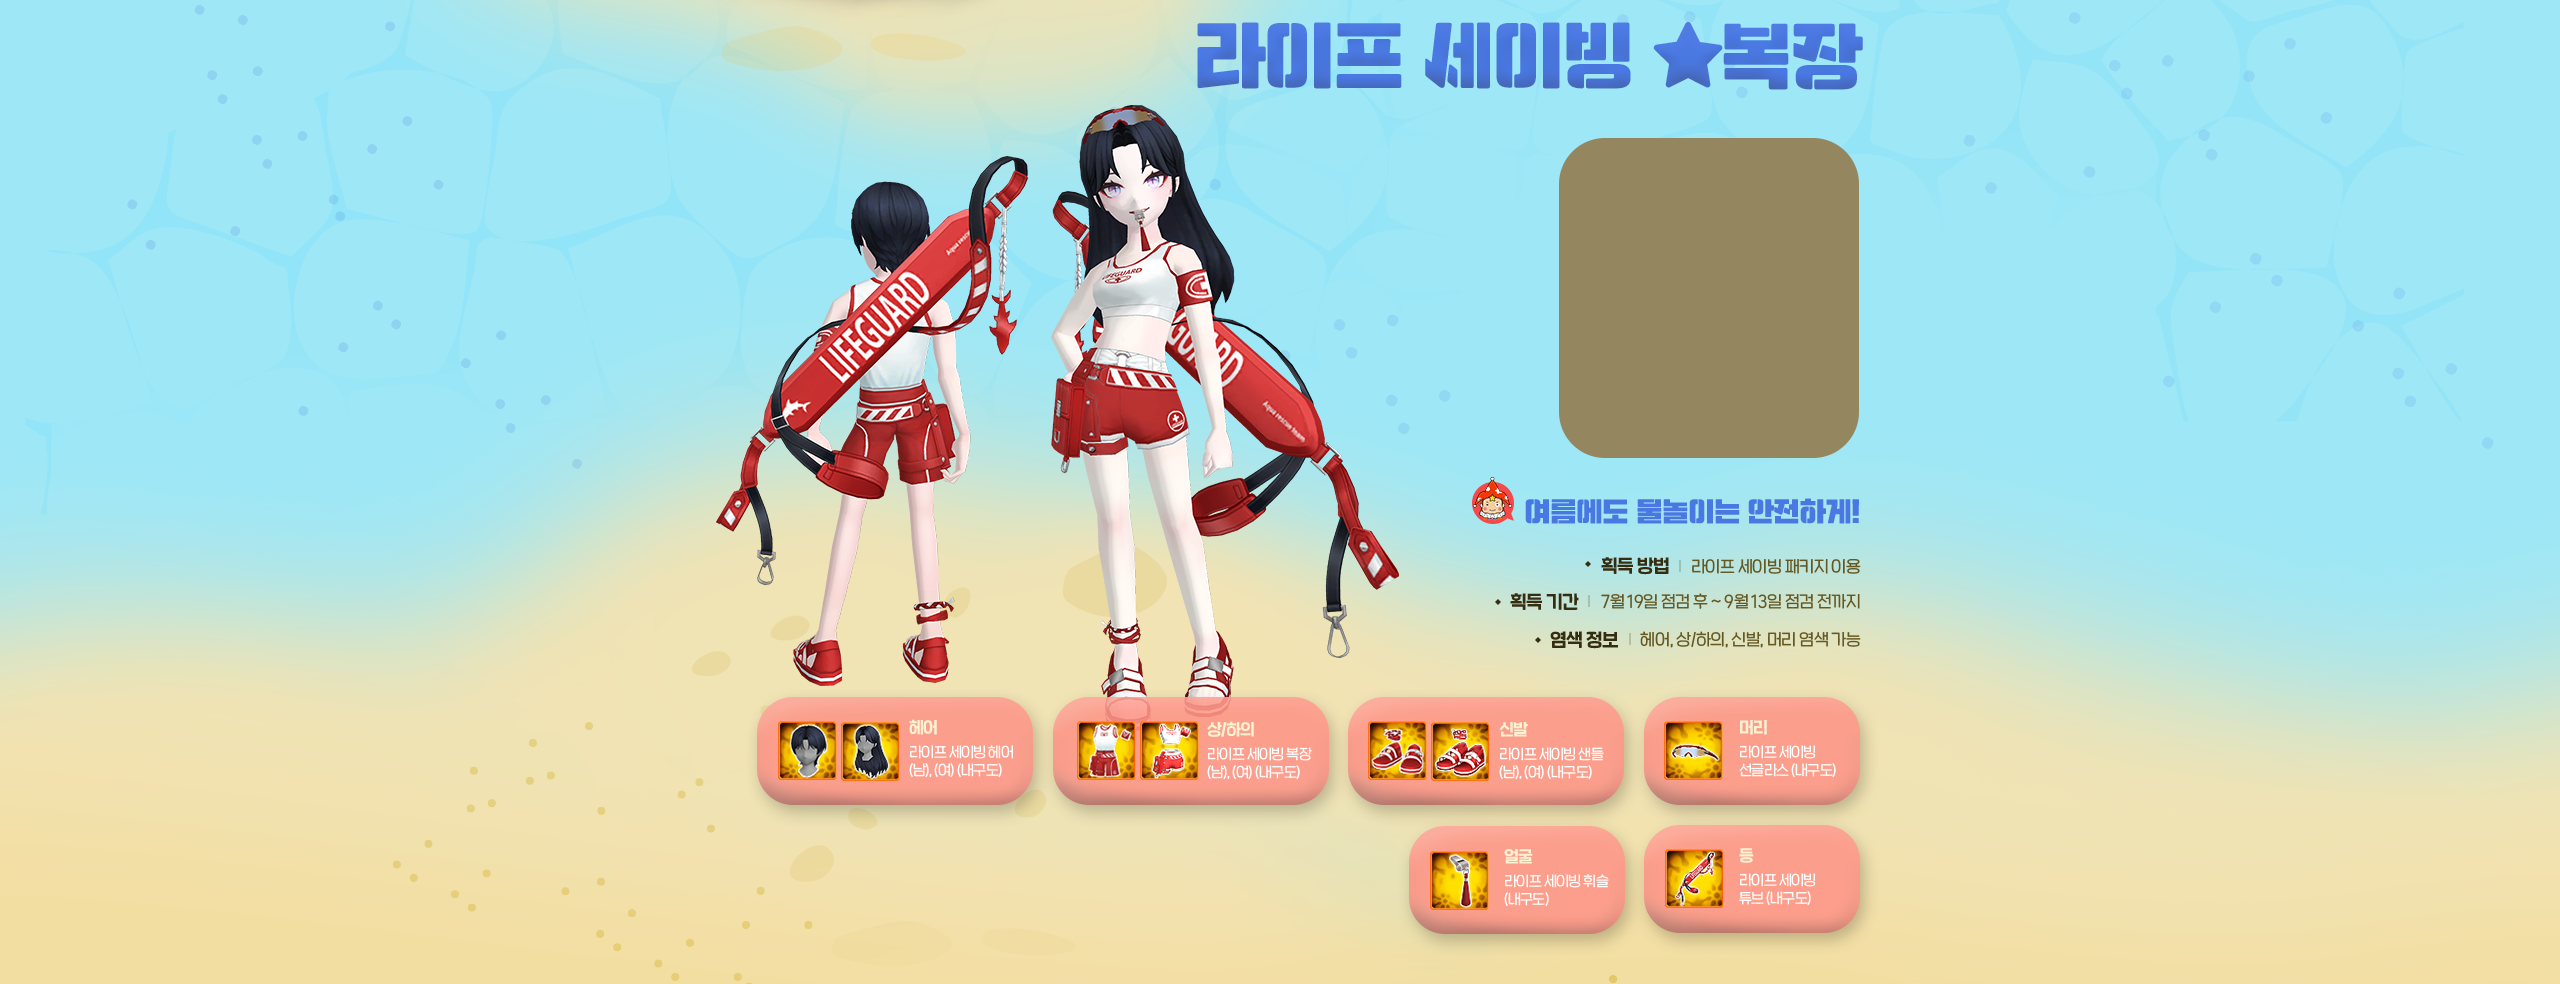 라이프 세이빙 ★복장
LIFEGUARD
Aqua rescue team
LIFEGUARD
GUARD
여름에도 물놀이는 안전하게!
획득 방법 | 라이프 세이빙 패키지 이용
획득 기간 | 7월 19일 점검 후 ~ 9월 13일 점검 전까지
염색 정보 | 헤어, 상/하의, 신발, 머리 염색 가능
헤어
라이프 세이빙 헤어
(남), (여) (내구도)
상/하의
라이프 세이빙 복장
(남), (여) (내구도)
신발
라이프 세이빙 샌들
(남), (여) (내구도)
머리
라이프 세이빙
선글라스 (내구도)
얼굴
라이프 세이빙 휘슬
(내구도)
등
라이프 세이빙
튜브 (내구도)